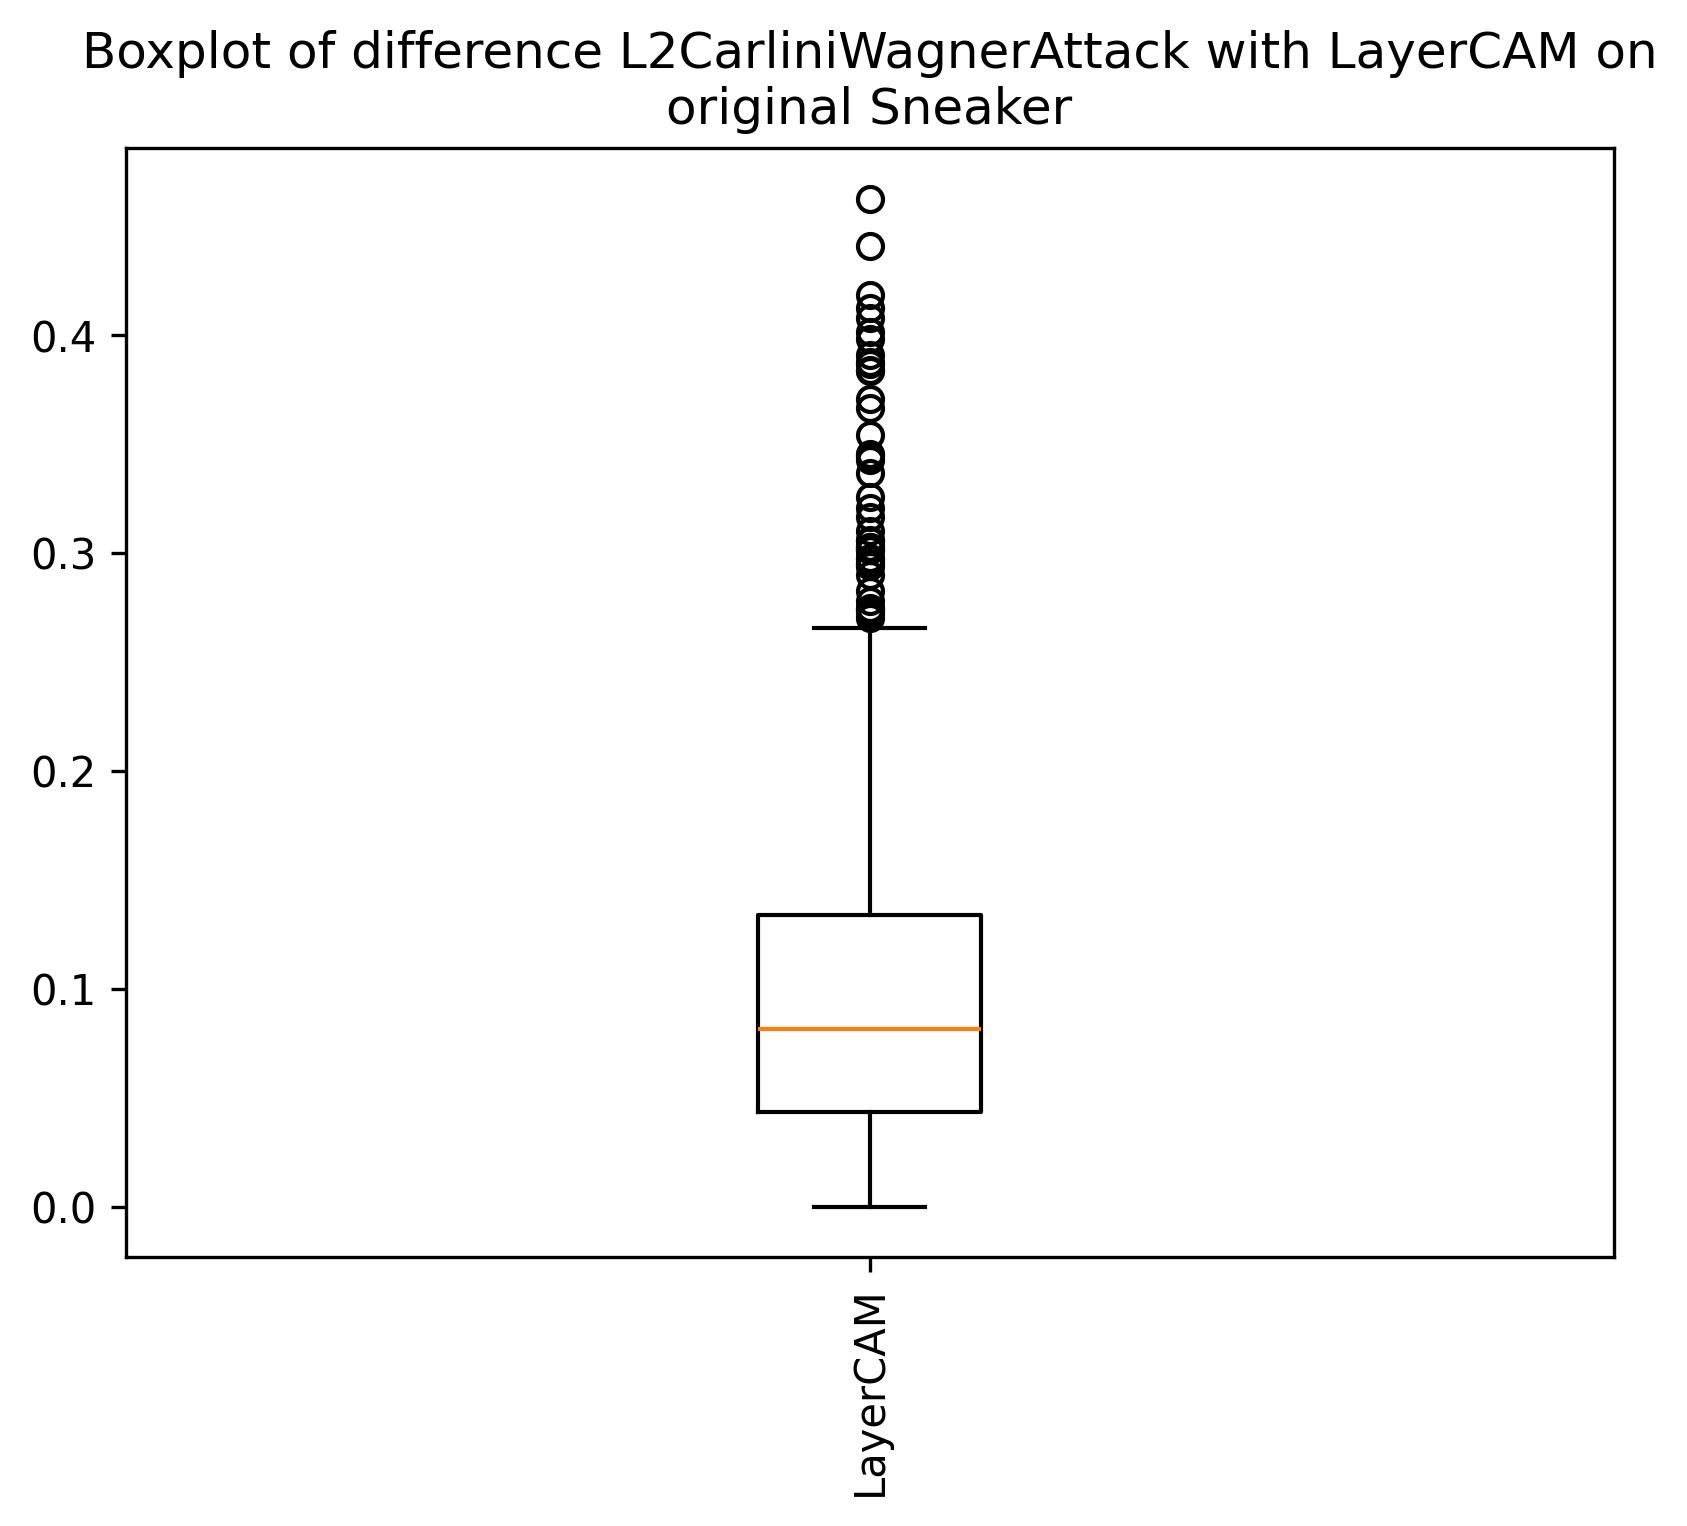 Boxplot of difference L2CarliniWagnerAttack with LayerCAM on
original Sneaker
0.4
0.3
0.2
0.1
0.0
LayerCAM